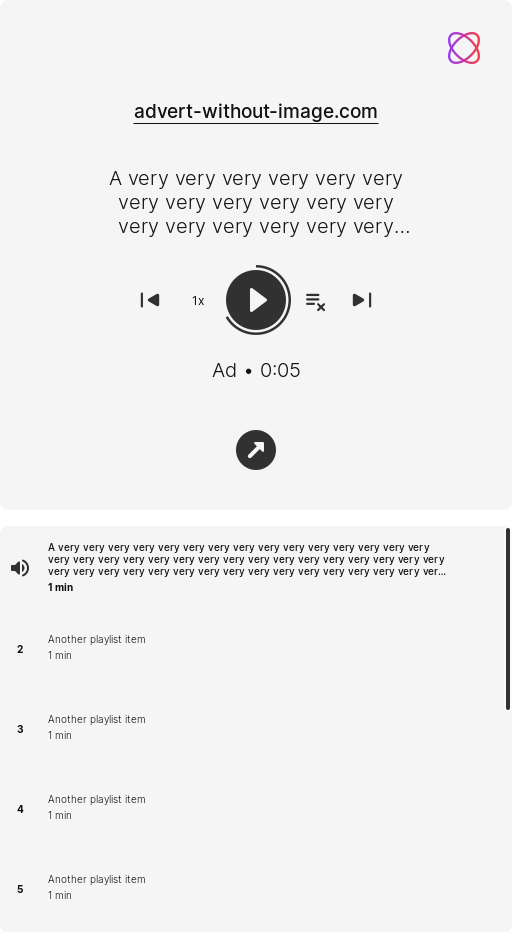 advert-without-image.com
A very very very very very very
very very very very very very
very very very very very very...
1x
Ad • 0:05
A very very very very very very very very very very very very very very very
very very very very very very very very very very very very very very very very
very very very very very very very very very very very very very very very ver...
1 min
2
Another playlist item
1 min
3
Another playlist item
1 min
4
Another playlist item
1 min
5
Another playlist item
1 min